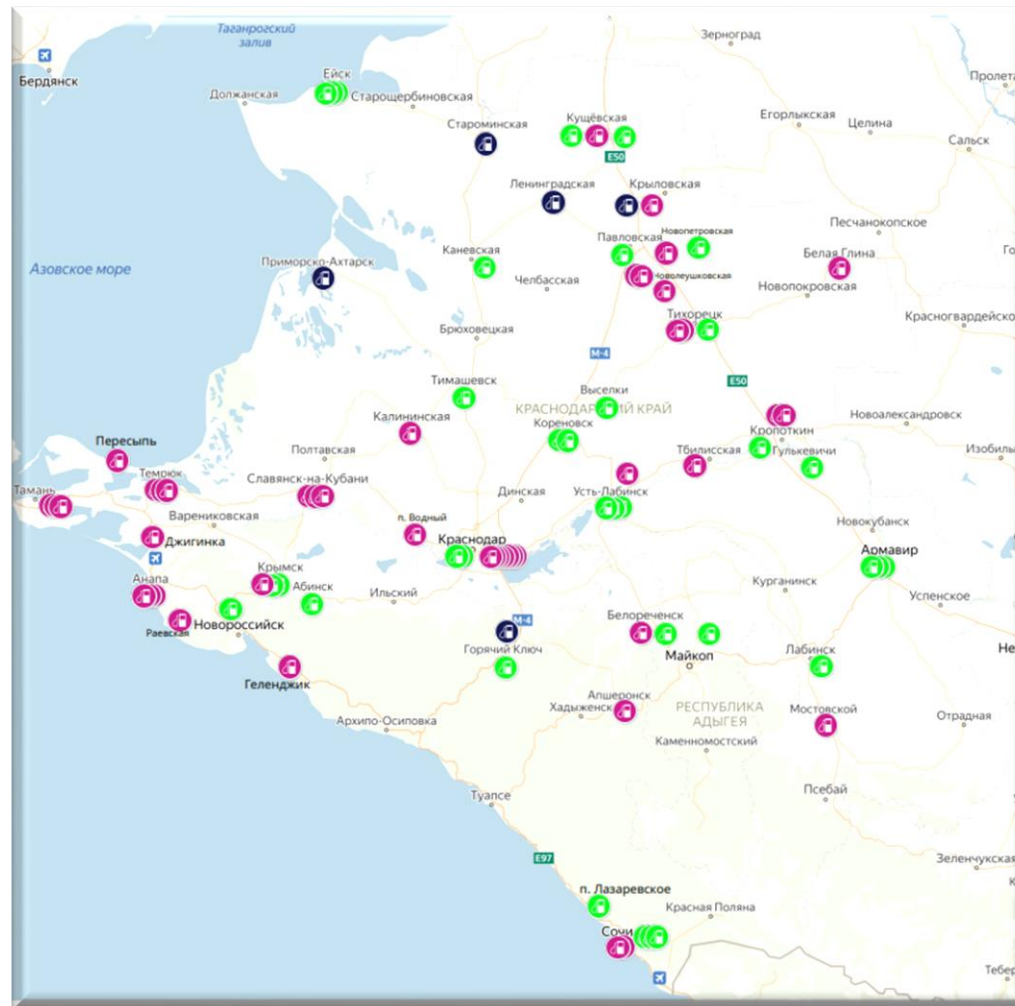 Таганрогский
залив
Зерноград
Бердянск
Ейск
Должанская
Старощербиновская
Егорлыкская
Целина
Сальск
Староминская
Кущёвская
E50
Ленинградская
Крыловская
Песчанокопское
Новопетровская
Павловская
Белая Глина
Каневская
Азовское море
Приморско-Ахтарск
Челбасская
Новопокровская
Тихорецк
Брюховецкая
М-4
E50
Тимашевск
Выселки
КРАСНОДАРСКИЙ КРАЙ
Новоалександровск
Калининская
Кореновск
Кропоткин
Пересыпь
Полтавская
Тбилисская
Гулькевичи
Темрюк
Славянск-на-Кубани
Тамань
Динская
Усть-Лабинск
Варениковская
п. Водный
Новокубанск
Джигинка
Краснодар
Армавир
Крымск
Анапа
Абинск
Ильский
Курганинск
Успенское
Раевская
Новороссийск
М-4
Белореченск
Горячий Ключ
Майкоп
Лабинск
Геленджик
Апшеронск
Хадыженск
РЕСПУБЛИКА
АДЫГЕЯ
Мостовской
Отрадная
Архипо-Осиповка
Каменномостский
Псебай
Туапсе
E97
Зеленчукская
п. Лазаревское
Красная Поляна
Сочи